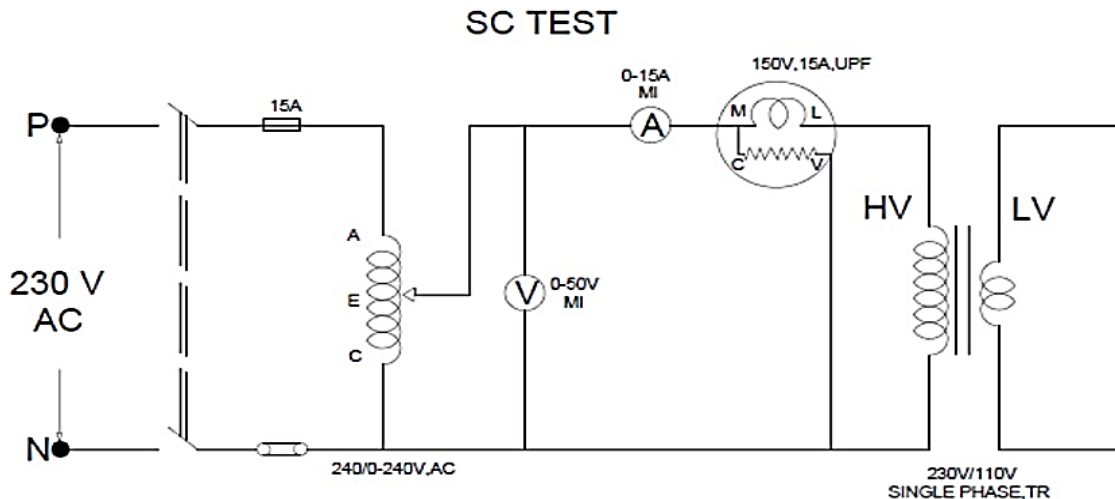 SC TEST
150V,15A,UPF
0-15A
MI
15A
M
L
P
A
C
V
HV
LV
A
230 V
AC
E
V
0-50V
MI
C
N
240/0-240V,AC
230V/110V
SINGLE PHASE,TR